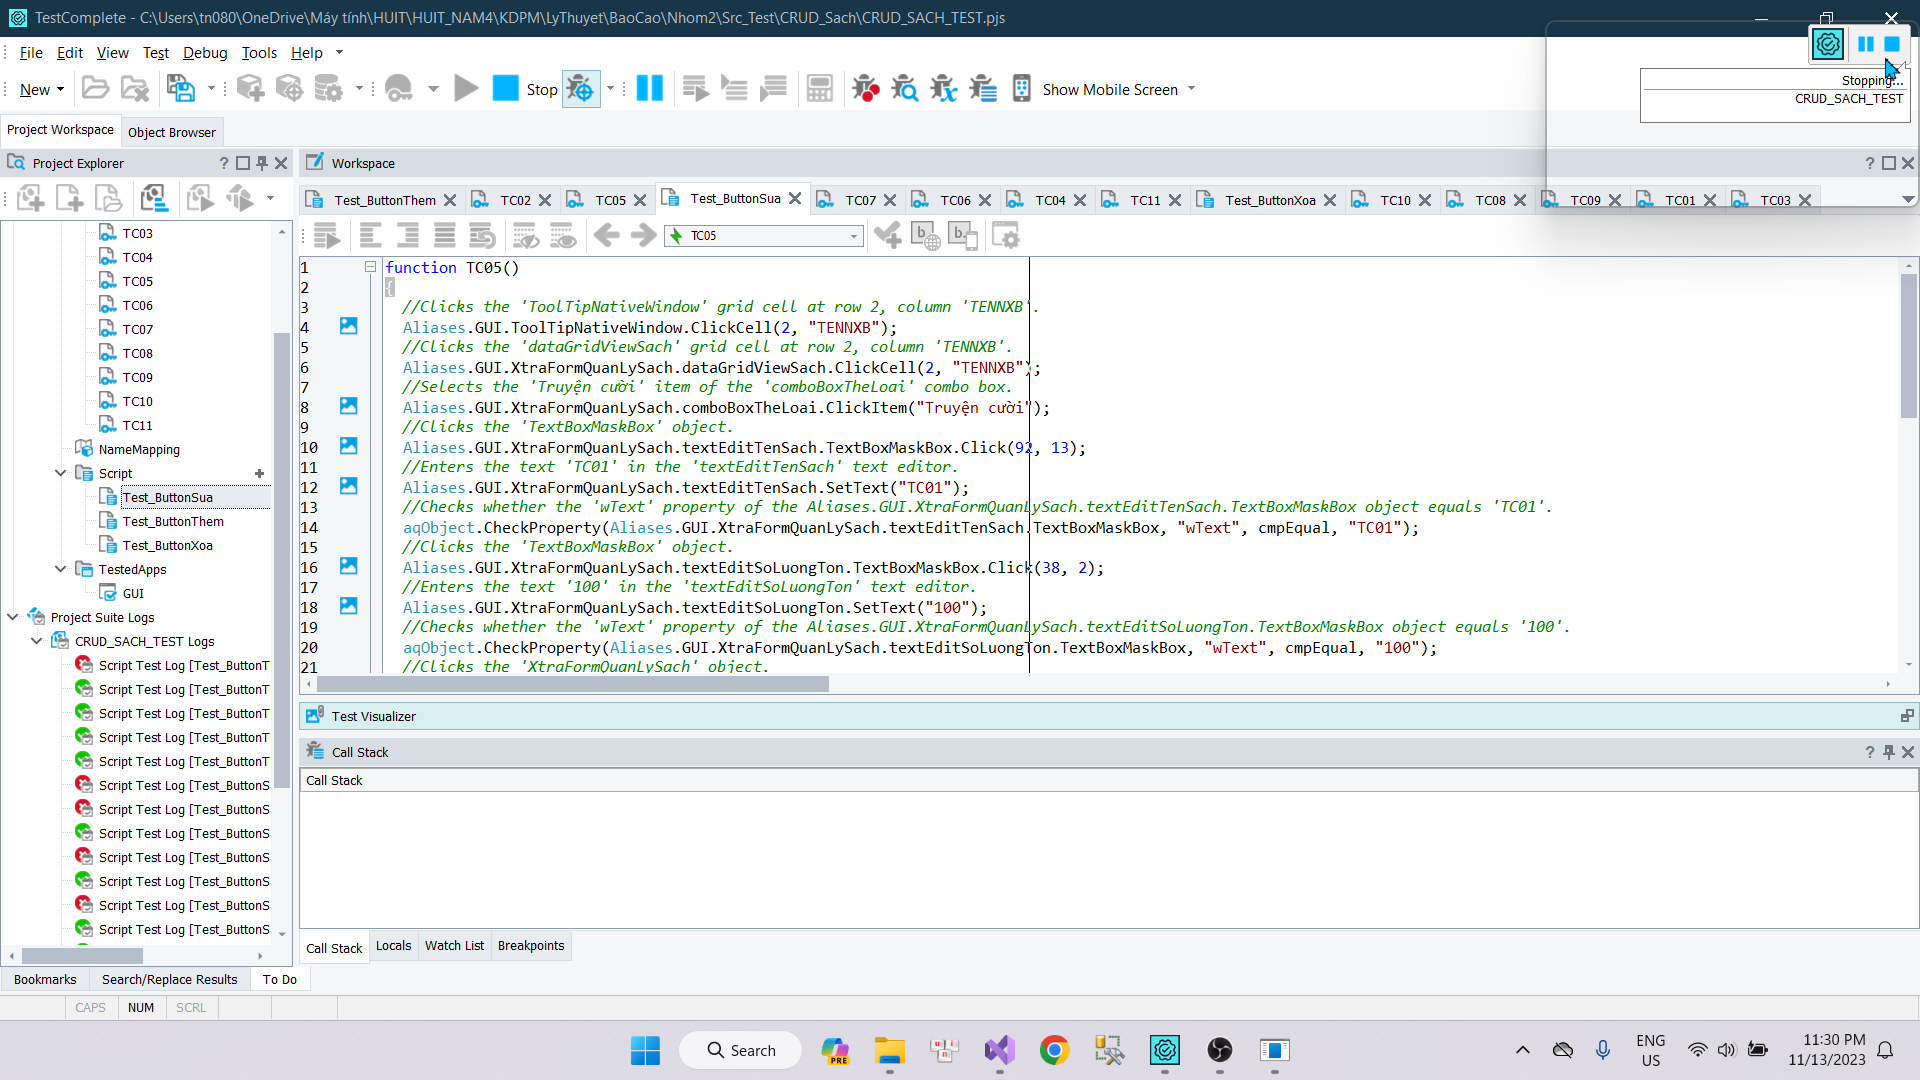 TestComplete - C:\Users\tn080\OneDrive\Máy tính\HUIT\HUIT_NAM4\KDPM\LyThuyet\BaoCao\Nhom2\Src_Test\CRUD_Sach\CRUD_SACH_TEST.pjs
File Edit View Test Debug Tools Help
New Stop Show Mobile Screen
Stopping...
CRUD_SACH_TEST
Project Workspace Object Browser
Project Explorer
Workspace
Test_ButtonThem TC02 TC05 Test_ButtonSua TC07 TC06 TC04 TC11 Test_ButtonXoa TC10 TC08 TC09 TC01 TC03
TC05
TC03
TC04
TC05
TC06
TC07
TC08
TC09
TC10
TC11
NameMapping
Script
Test_ButtonSua
Test_ButtonThem
Test_ButtonXoa
TestedApps
GUI
Project Suite Logs
CRUD_SACH_TEST Logs
Script Test Log [Test_ButtonT
Script Test Log [Test_ButtonT
Script Test Log [Test_ButtonT
Script Test Log [Test_ButtonT
Script Test Log [Test_ButtonT
Script Test Log [Test_ButtonS
Script Test Log [Test_ButtonS
Script Test Log [Test_ButtonS
Script Test Log [Test_ButtonS
Script Test Log [Test_ButtonS
Script Test Log [Test_ButtonS
Script Test Log [Test_ButtonS
1 function TC05()
2 {
3 //Clicks the 'ToolTipNativeWindow' grid cell at row 2, column 'TENNXB'.
4 Aliases.GUI.ToolTipNativeWindow.ClickCell(2, "TENNXB");
5 //Clicks the 'dataGridViewSach' grid cell at row 2, column 'TENNXB'.
6 Aliases.GUI.XtraFormQuanLySach.dataGridViewSach.ClickCell(2, "TENNXB");
7 //Selects the 'Truyện cười' item of the 'comboBoxTheLoai' combo box.
8 Aliases.GUI.XtraFormQuanLySach.comboBoxTheLoai.ClickItem("Truyện cười");
9 //Clicks the 'TextBoxMaskBox' object.
10 Aliases.GUI.XtraFormQuanLySach.textEditTenSach.TextBoxMaskBox.Click(92, 13);
11 //Enters the text 'TC01' in the 'textEditTenSach' text editor.
12 Aliases.GUI.XtraFormQuanLySach.textEditTenSach.SetText("TC01");
13 //Checks whether the 'wText' property of the Aliases.GUI.XtraFormQuanLySach.textEditTenSach.TextBoxMaskBox object equals 'TC01'.
14 aqObject.CheckProperty(Aliases.GUI.XtraFormQuanLySach.textEditTenSach.TextBoxMaskBox, "wText", cmpEqual, "TC01");
15 //Clicks the 'TextBoxMaskBox' object.
16 Aliases.GUI.XtraFormQuanLySach.textEditSoLuongTon.TextBoxMaskBox.Click(38, 2);
17 //Enters the text '100' in the 'textEditSoLuongTon' text editor.
18 Aliases.GUI.XtraFormQuanLySach.textEditSoLuongTon.SetText("100");
19 //Checks whether the 'wText' property of the Aliases.GUI.XtraFormQuanLySach.textEditSoLuongTon.TextBoxMaskBox object equals '100'.
20 aqObject.CheckProperty(Aliases.GUI.XtraFormQuanLySach.textEditSoLuongTon.TextBoxMaskBox, "wText", cmpEqual, "100");
21 //Clicks the 'XtraFormQuanLySach' object.
Test Visualizer
Call Stack
Call Stack
Call Stack Locals Watch List Breakpoints
Bookmarks Search/Replace Results To Do
CAPS NUM SCRL
Search
PRE
ENG
US
11:30 PM
11/13/2023